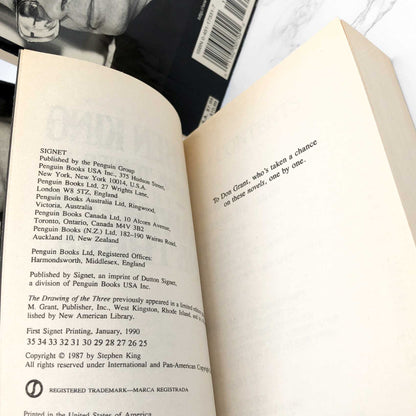 SIGNET
Published by the Penguin Group
Penguin Books USA Inc., 375 Hudson Street,
New York, New York 10014, U.S.A.
Penguin Books Ltd, 27 Wrights Lane,
London W8 5TZ, England
Penguin Books Australia Ltd, Ringwood,
Victoria, Australia
Penguin Books Canada Ltd, 10 Alcorn Avenue,
Toronto, Ontario, Canada M4V 3B2
Penguin Books (N.Z.) Ltd, 182–190 Wairau Road,
Auckland 10, New Zealand
Penguin Books Ltd, Registered Offices:
Harmondsworth, Middlesex, England
Published by Signet, an imprint of Dutton Signet,
a division of Penguin Books USA Inc.
The Drawing of the Three previously appeared in a limited
M. Grant, Publisher, Inc., West Kingston, Rhode Island, and
published by New American Library.
First Signet Printing, January, 1990
35 34 33 32 31 30 29 28 27 26 25
Copyright © 1987 by Stephen King
All rights reserved under International and Pan-American
REGISTERED TRADEMARK—MARCA REGISTRADA
Printed in the United States of America
To Don Grant, who's taken a chance
on these novels, one by one.